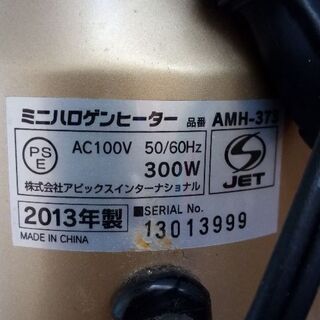 ミニハロゲンヒーター 品番 AMH-373
PS
E
AC100V 50/60Hz
300W
株式会社アピックスインターナショナル
S
JET
2013年製
■SERIAL No.
13013999
MADE IN CHINA